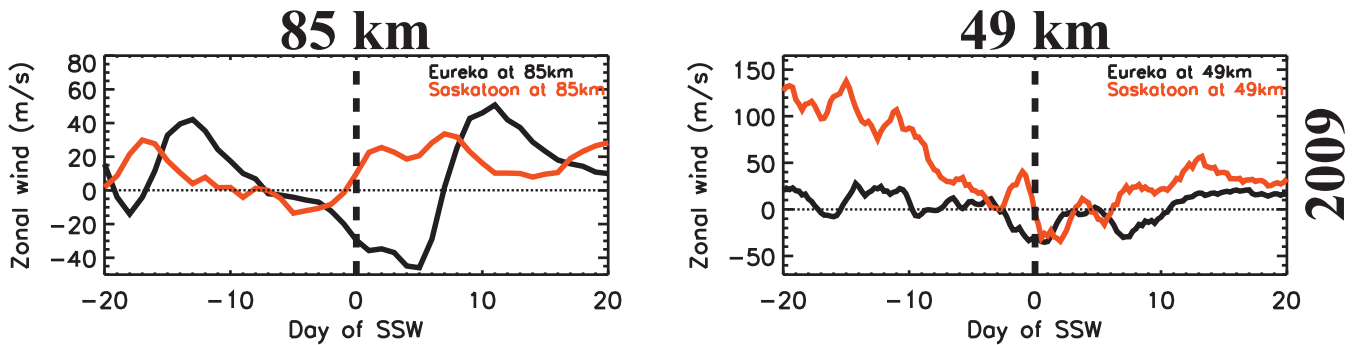 85 km
80
60
40
20
0
−20
−40
Zonal wind (m/s)
Eureka at 85km
Saskatoon at 85km
−20 −10 0 10 20
Day of SSW
49 km
150
100
50
0
−50
Zonal wind (m/s)
Eureka at 49km
Saskatoon at 49km
−20 −10 0 10 20
Day of SSW
2009